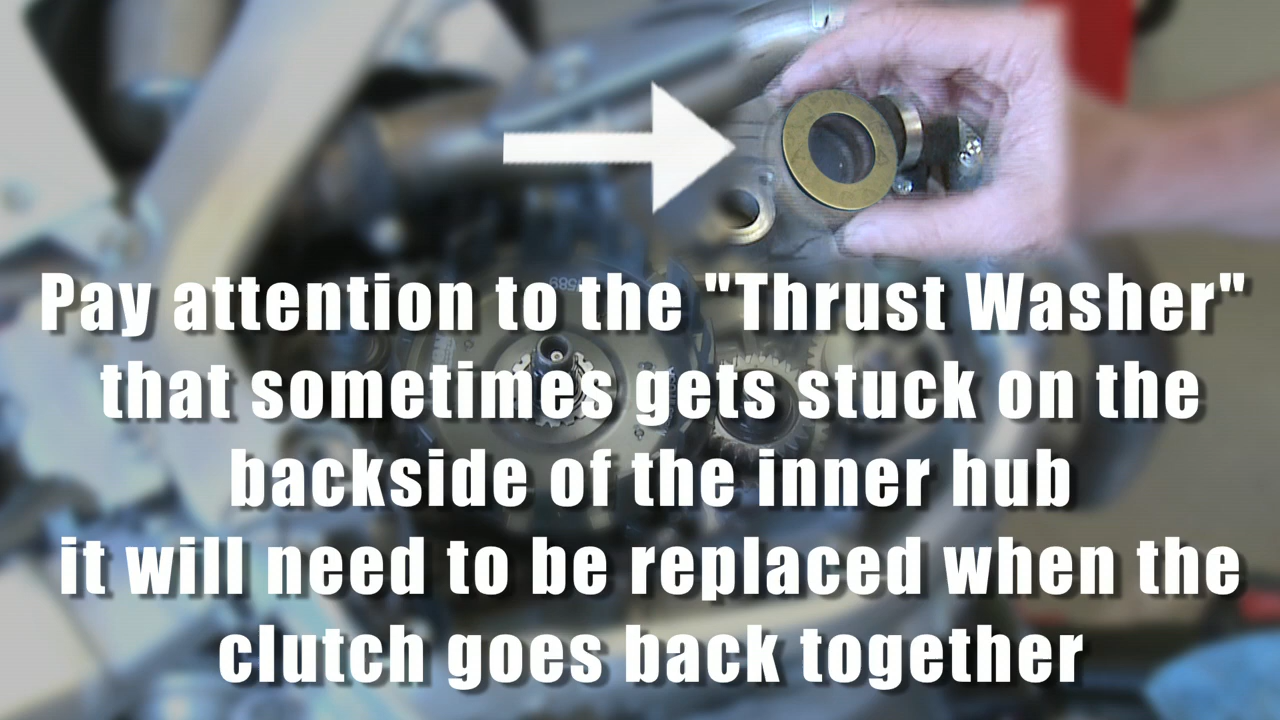 Pay attention to the "Thrust Washer"
that sometimes gets stuck on the
backside of the inner hub
it will need to be replaced when the
clutch goes back together